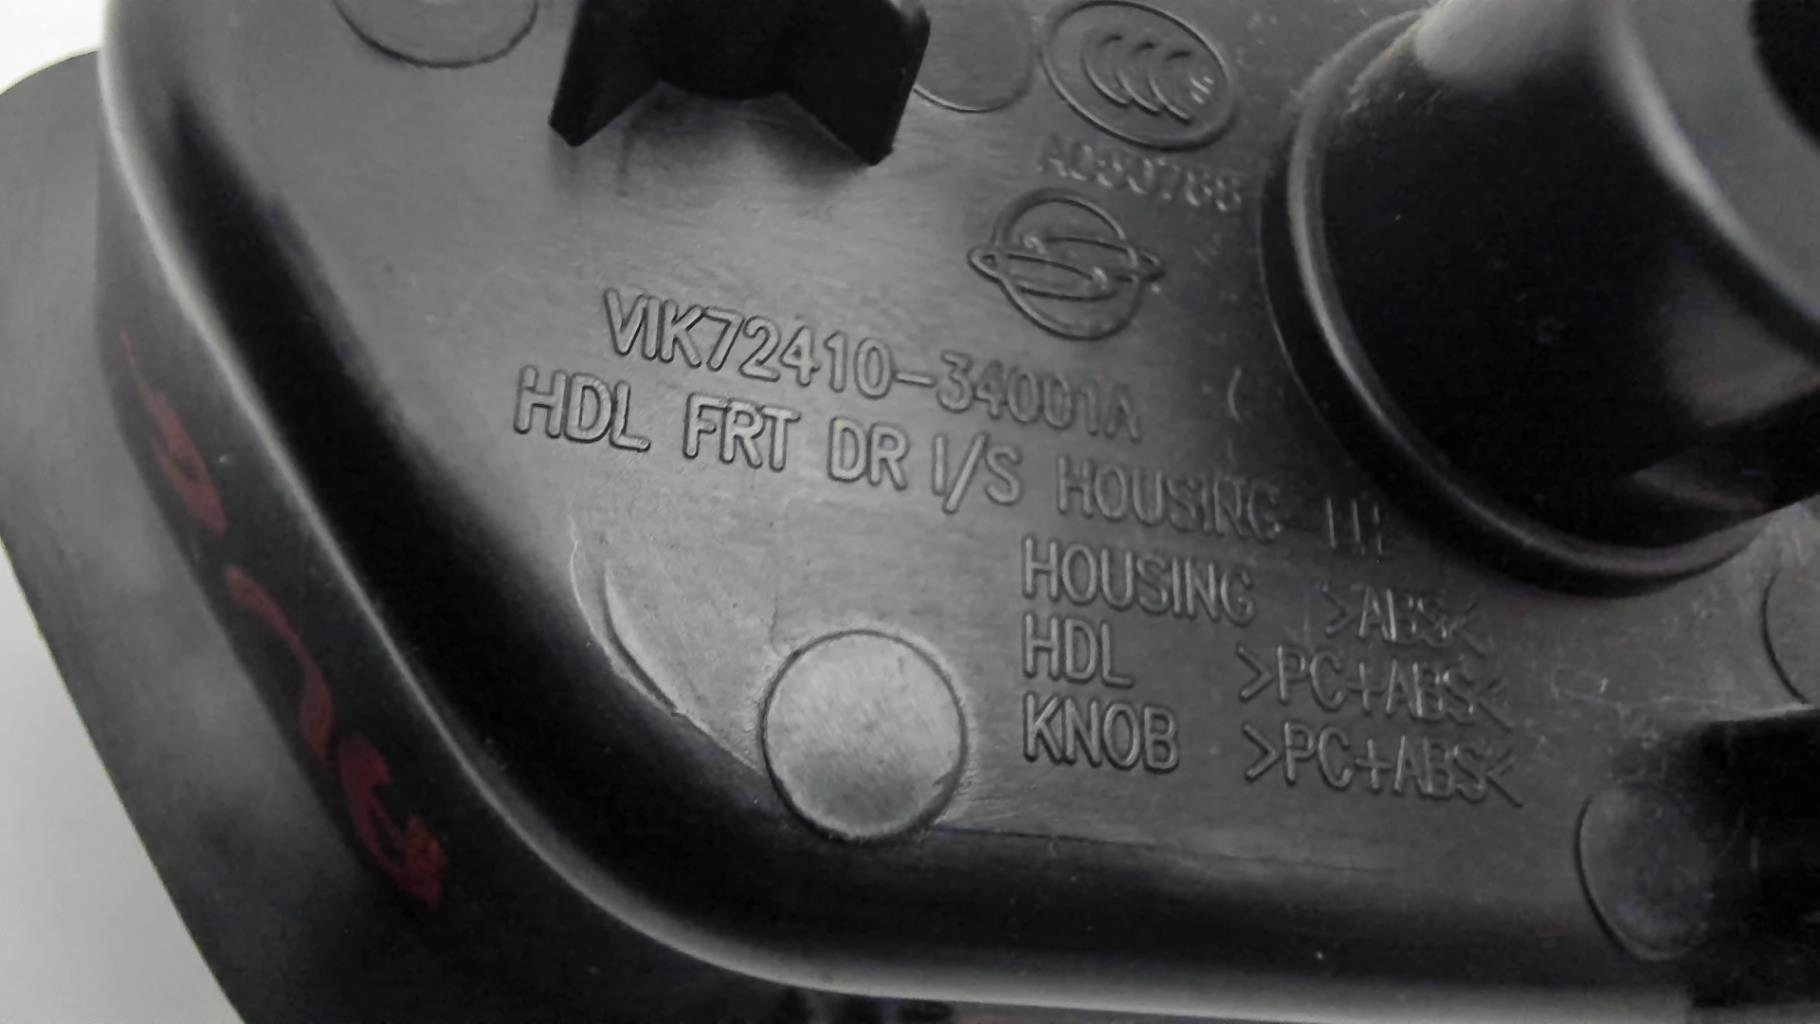 VIK72410-34001A
HDL FRT DR I/S HOUSING
HOUSING >ABS<
HDL >PC+ABS<
KNOB >PC+ABS<